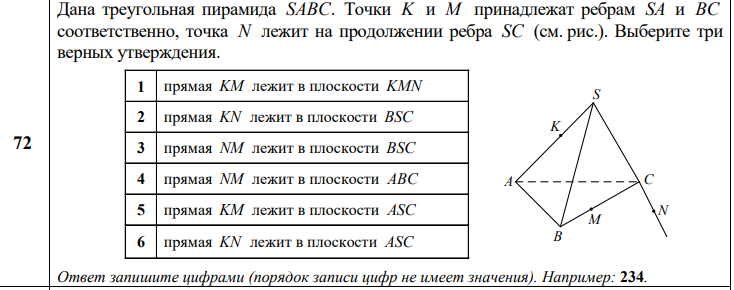 Дана треугольная пирамида SABC. Точки K и M принадлежат ребрам SA и BC
соответственно, точка N лежит на продолжении ребра SC (см. рис.). Выберите три
верных утверждения.
1 прямая KM лежит в плоскости KMN
2 прямая KN лежит в плоскости BSC
3 прямая NM лежит в плоскости BSC
4 прямая NM лежит в плоскости ABC
5 прямая KM лежит в плоскости ASC
6 прямая KN лежит в плоскости ASC
72
S
K
A
C
M
N
B
Ответ запишите цифрами (порядок записи цифр не имеет значения). Например: 234.